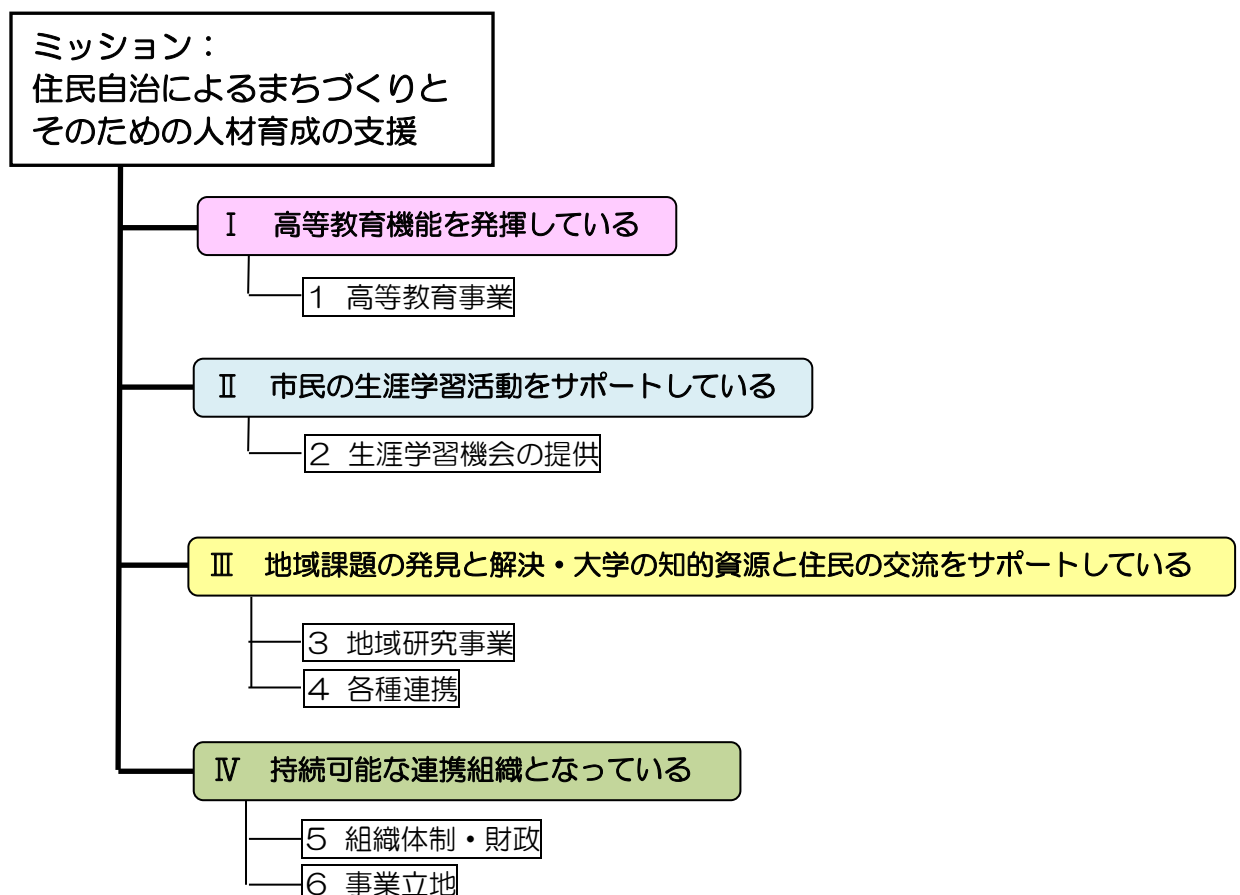 ミッション：
住民自治によるまちづくりと
そのための人材育成の支援
Ⅰ　高等教育機能を発揮している
１ 高等教育事業
Ⅱ　市民の生涯学習活動をサポートしている
２ 生涯学習機会の提供
Ⅲ　地域課題の発見と解決・大学の知的資源と住民の交流をサポートしている
３ 地域研究事業
４ 各種連携
Ⅳ　持続可能な連携組織となっている
５ 組織体制・財政
６ 事業立地